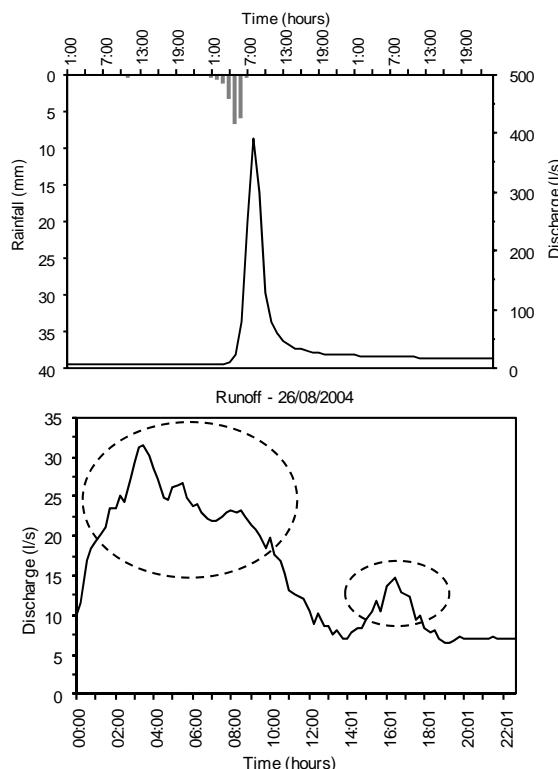 Time (hours)
1:00 7:00 13:00 19:00 1:00 7:00 13:00 19:00 1:00 7:00 13:00 19:00
0 500
5
10 400
15
20 300
25 200
30
35 100
40 0
Rainfall (mm)
Discharge (l/s)
Runoff - 26/08/2004
35
30
25
20
15
10
5
0
Discharge (l/s)
00:00 02:00 04:00 06:00 08:00 10:00 12:00 14:01 16:01 18:01 20:01 22:01
Time (hours)